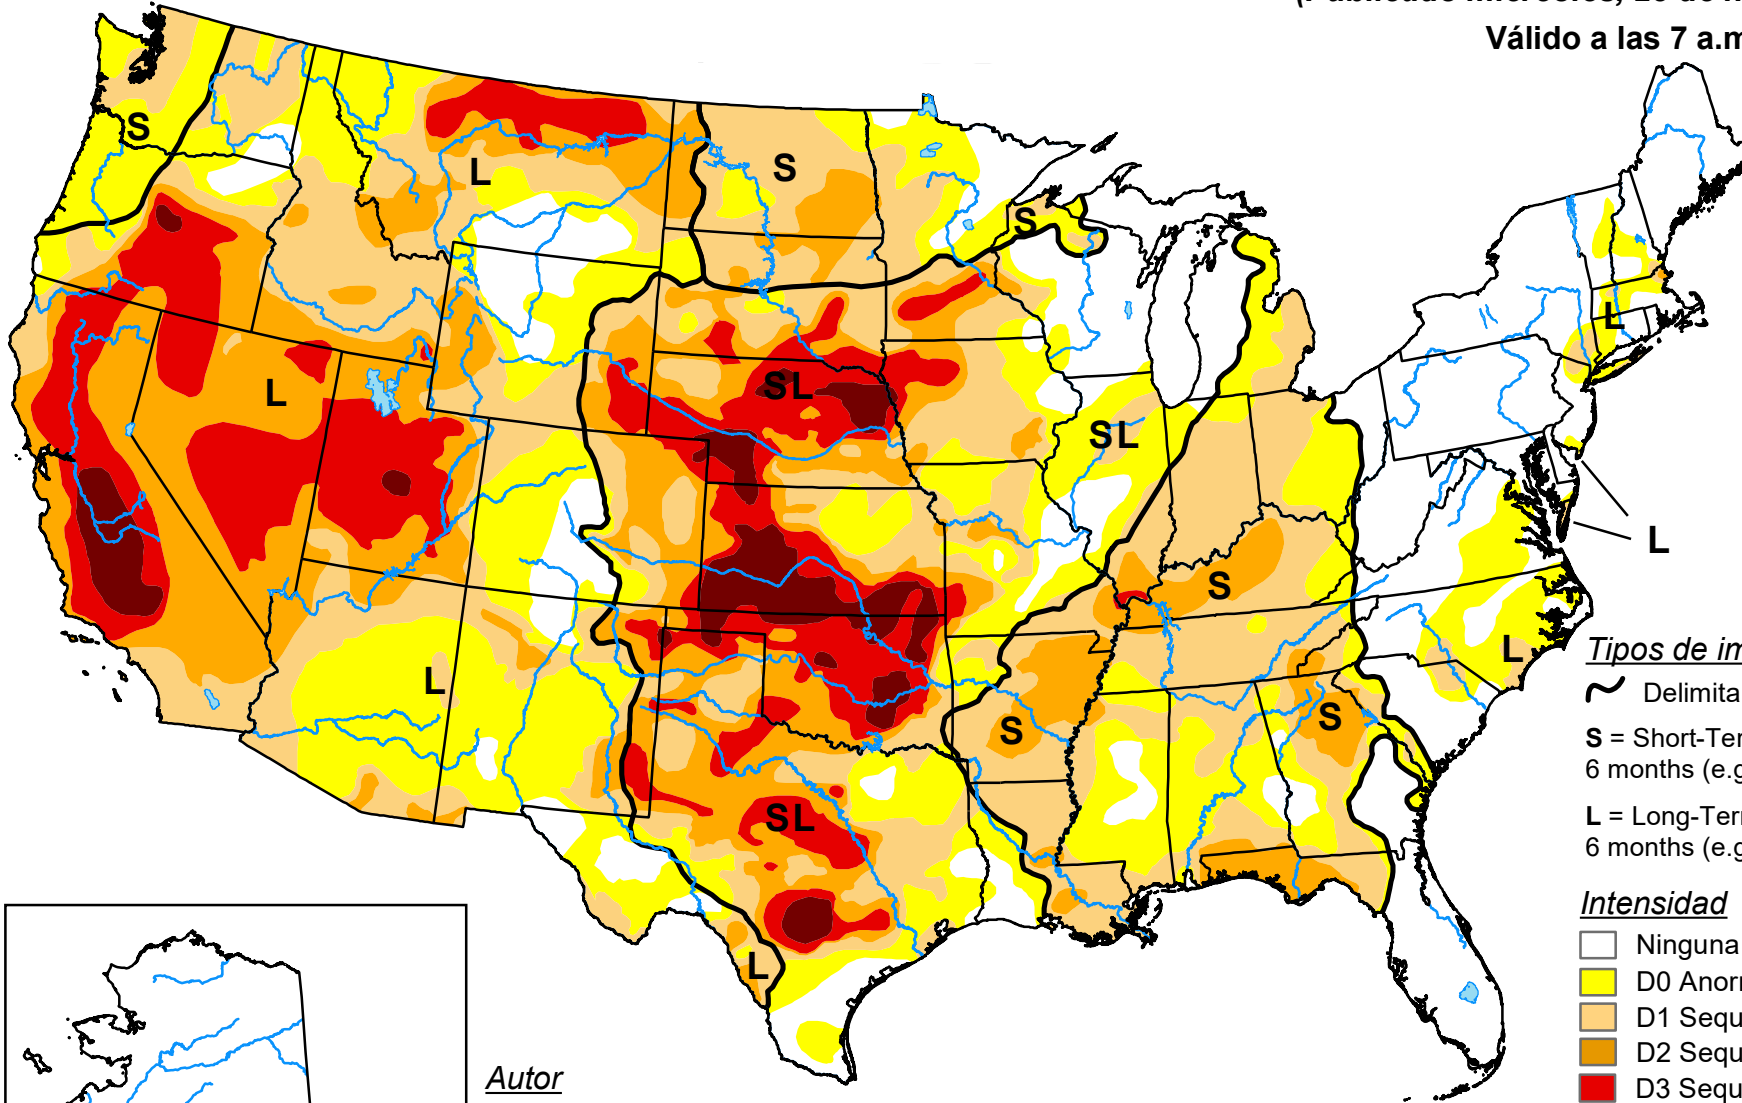 Válido a las 7 a.m
S
L
S
S
L
L
SL
SL
L
S
L
L
S
S
SL
L
L
Tipos de im
Delimita
S = Short-Ter
6 months (e.g
L = Long-Ter
6 months (e.g
Intensidad
Ninguna
D0 Anor
D1 Sequ
D2 Sequ
D3 Sequ
Autor